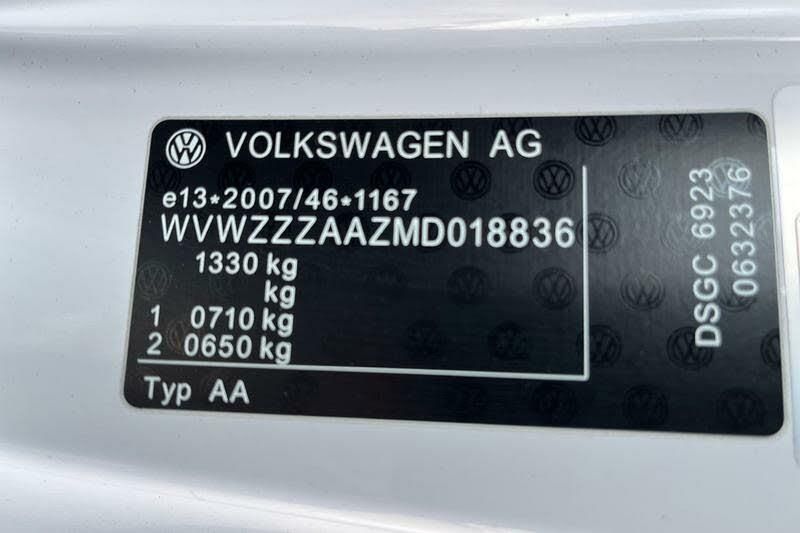 VOLKSWAGEN AG
e13*2007/46*1167
WVWZZZAAZMD018836
1330 kg
kg
1 0710 kg
2 0650 kg
Typ AA
DSGC 6923
0632376